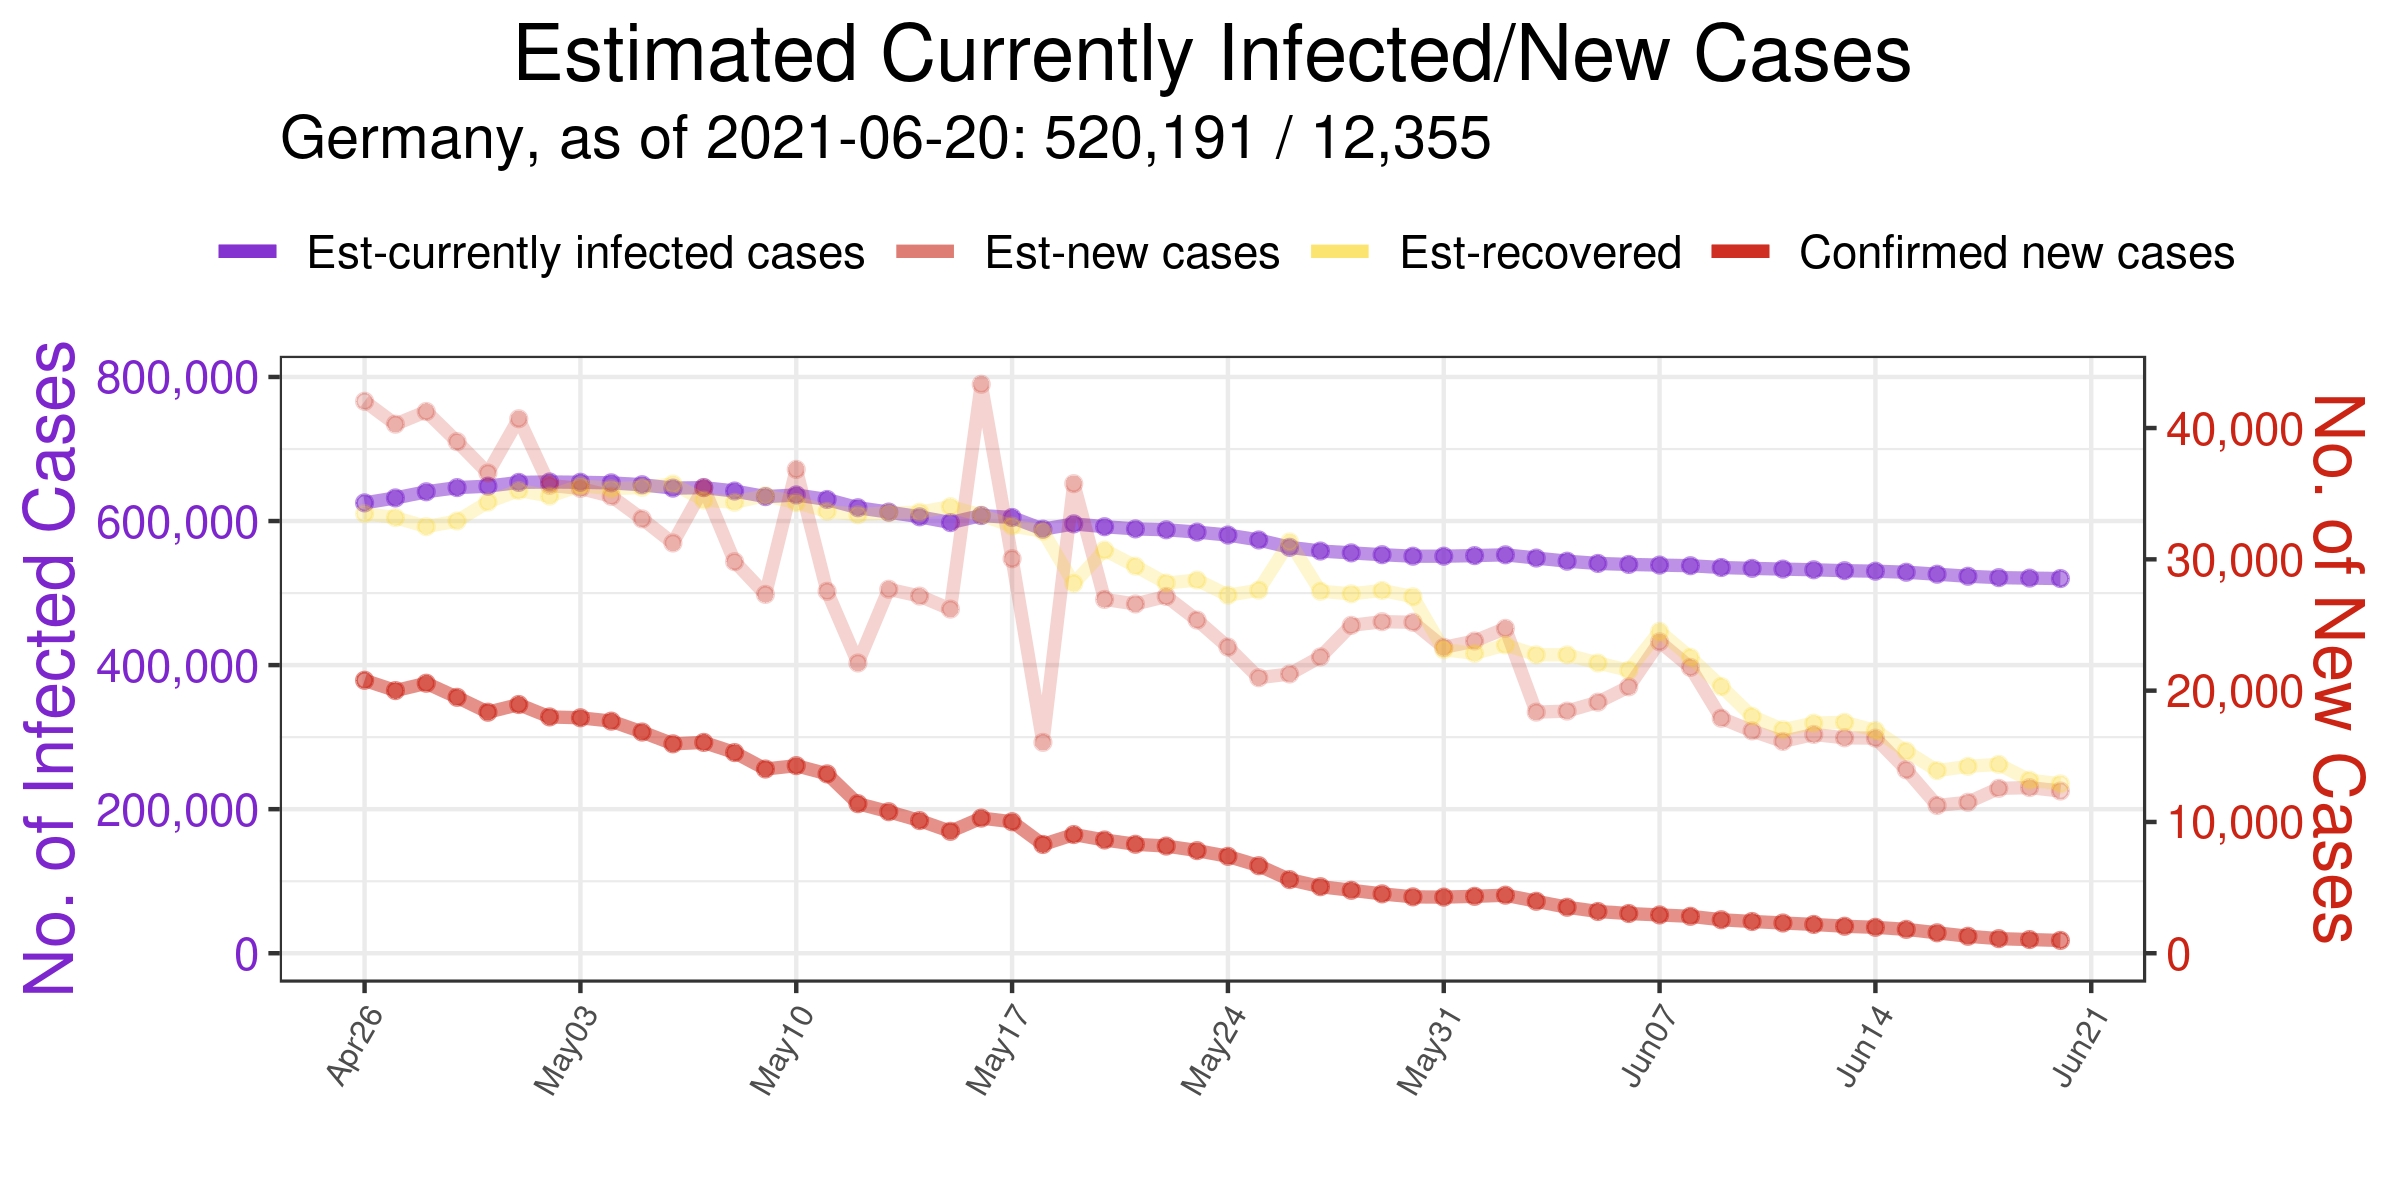 Estimated Currently Infected/New Cases
Germany, as of 2021-06-20: 520,191 / 12,355
Est-currently infected cases Est-new cases Est-recovered Confirmed new cases
No. of Infected Cases
800,000
600,000
400,000
200,000
0
40,000
30,000
20,000
10,000
0
No. of New Cases
Apr26 May03 May10 May17 May24 May31 Jun07 Jun14 Jun21